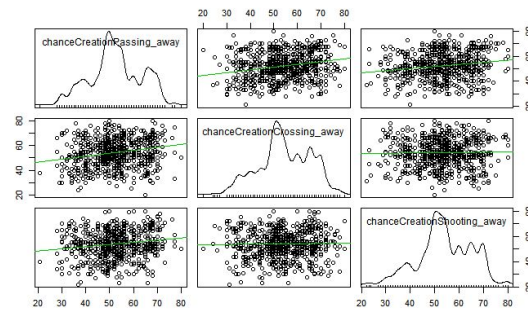 20 30 40 50 60 70 80
chanceCreationPassing_away
80
60
40
20
chanceCreationCrossing_away
chanceCreationShooting_away
20 30 40 50 60 70 80
20 30 40 50 60 70 80